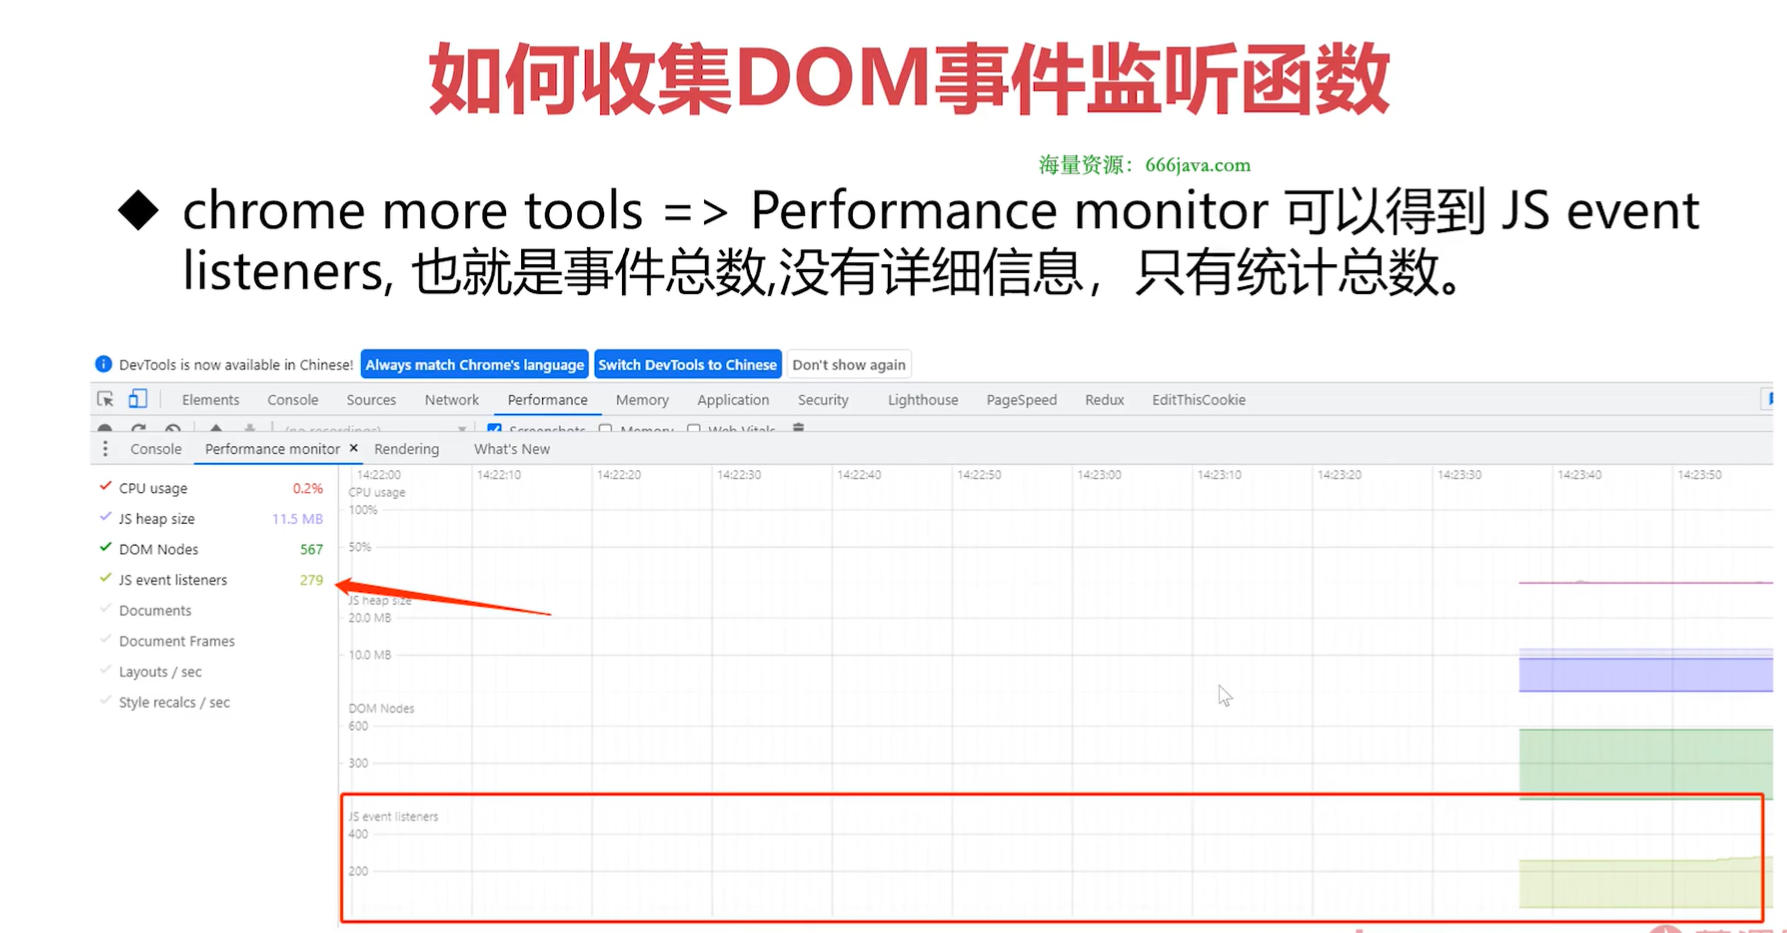 如何收集DOM事件监听函数
海量资源：666java.com
◆ chrome more tools => Performance monitor 可以得到 JS event
listeners, 也就是事件总数,没有详细信息，只有统计总数。
DevTools is now available in Chinese! Always match Chrome's language Switch DevTools to Chinese Don't show again
Elements Console Sources Network Performance Memory Application Security Lighthouse PageSpeed Redux EditThisCookie
(no recordings) Screenshots Memory Web Vitals
Console Performance monitor × Rendering What's New
14:22:00 14:22:10 14:22:20 14:22:30 14:22:40 14:22:50 14:23:00 14:23:10 14:23:20 14:23:30 14:23:40 14:23:50
CPU usage 0.2%
JS heap size 11.5 MB
DOM Nodes 567
JS event listeners 279
Documents
Document Frames
Layouts / sec
Style recalcs / sec
CPU usage
100%
50%
JS heap size
20.0 MB
10.0 MB
DOM Nodes
600
300
JS event listeners
400
200